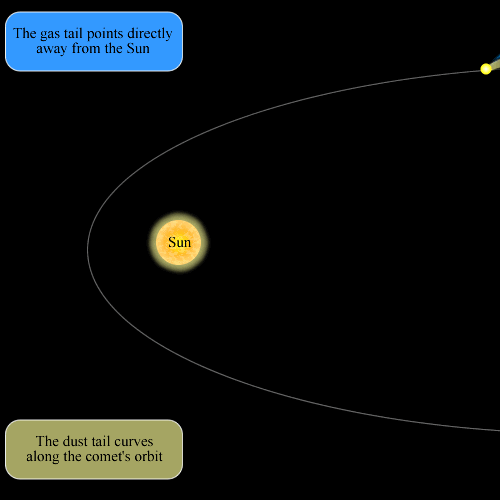 The gas tail points directly
away from the Sun
Sun
The dust tail curves
along the comet's orbit